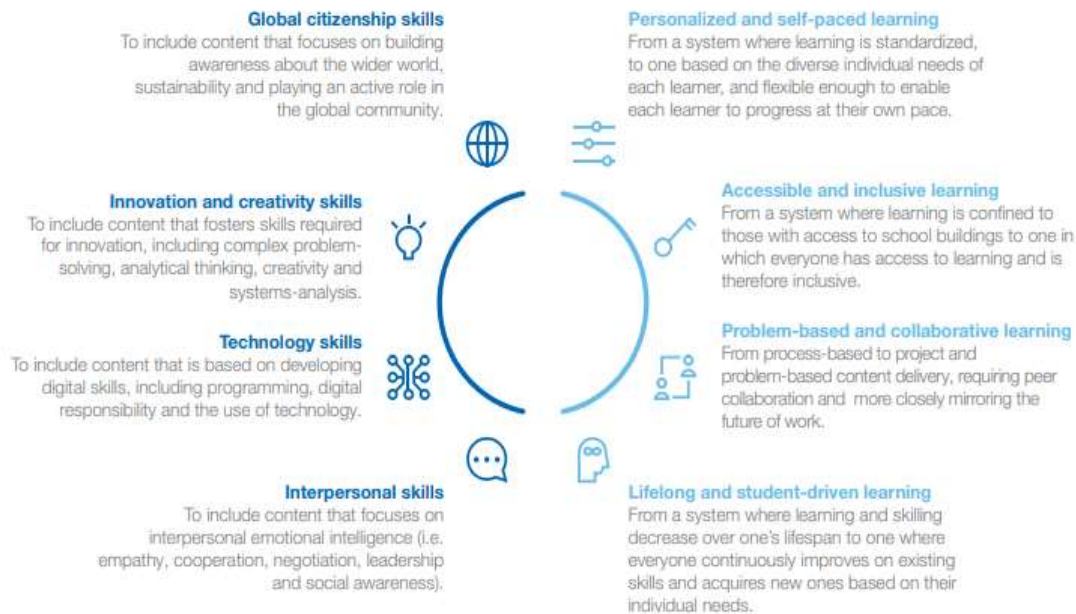 Global citizenship skills
To include content that focuses on building
awareness about the wider world,
sustainability and playing an active role in
the global community.
Innovation and creativity skills
To include content that fosters skills required
for innovation, including complex problem-
solving, analytical thinking, creativity and
systems-analysis.
Technology skills
To include content that is based on developing
digital skills, including programming, digital
responsibility and the use of technology.
Interpersonal skills
To include content that focuses on
interpersonal emotional intelligence (i.e.
empathy, cooperation, negotiation, leadership
and social awareness).
Personalized and self-paced learning
From a system where learning is standardized,
to one based on the diverse individual needs of
each learner, and flexible enough to enable
each learner to progress at their own pace.
Accessible and inclusive learning
From a system where learning is confined to
those with access to school buildings to one in
which everyone has access to learning and is
therefore inclusive.
Problem-based and collaborative learning
From process-based to project and
problem-based content delivery, requiring peer
collaboration and more closely mirroring the
future of work.
Lifelong and student-driven learning
From a system where learning and skilling
decrease over one's lifespan to one where
everyone continuously improves on existing
skills and acquires new ones based on their
individual needs.